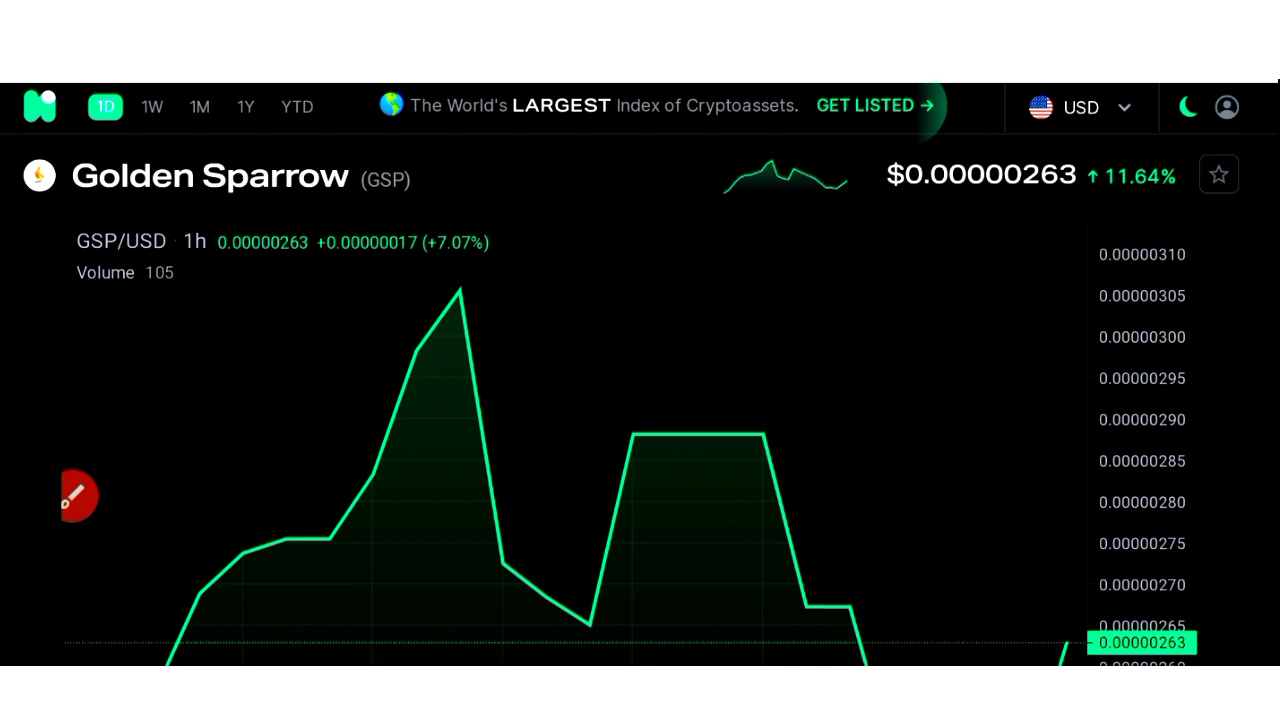 1D 1W 1M 1Y YTD The World's LARGEST Index of Cryptoassets. GET LISTED → USD
Golden Sparrow (GSP) $0.00000263 ↑ 11.64%
GSP/USD · 1h 0.00000263 +0.00000017 (+7.07%)
Volume 105
0.00000310
0.00000305
0.00000300
0.00000295
0.00000290
0.00000285
0.00000280
0.00000275
0.00000270
0.00000265
0.00000263